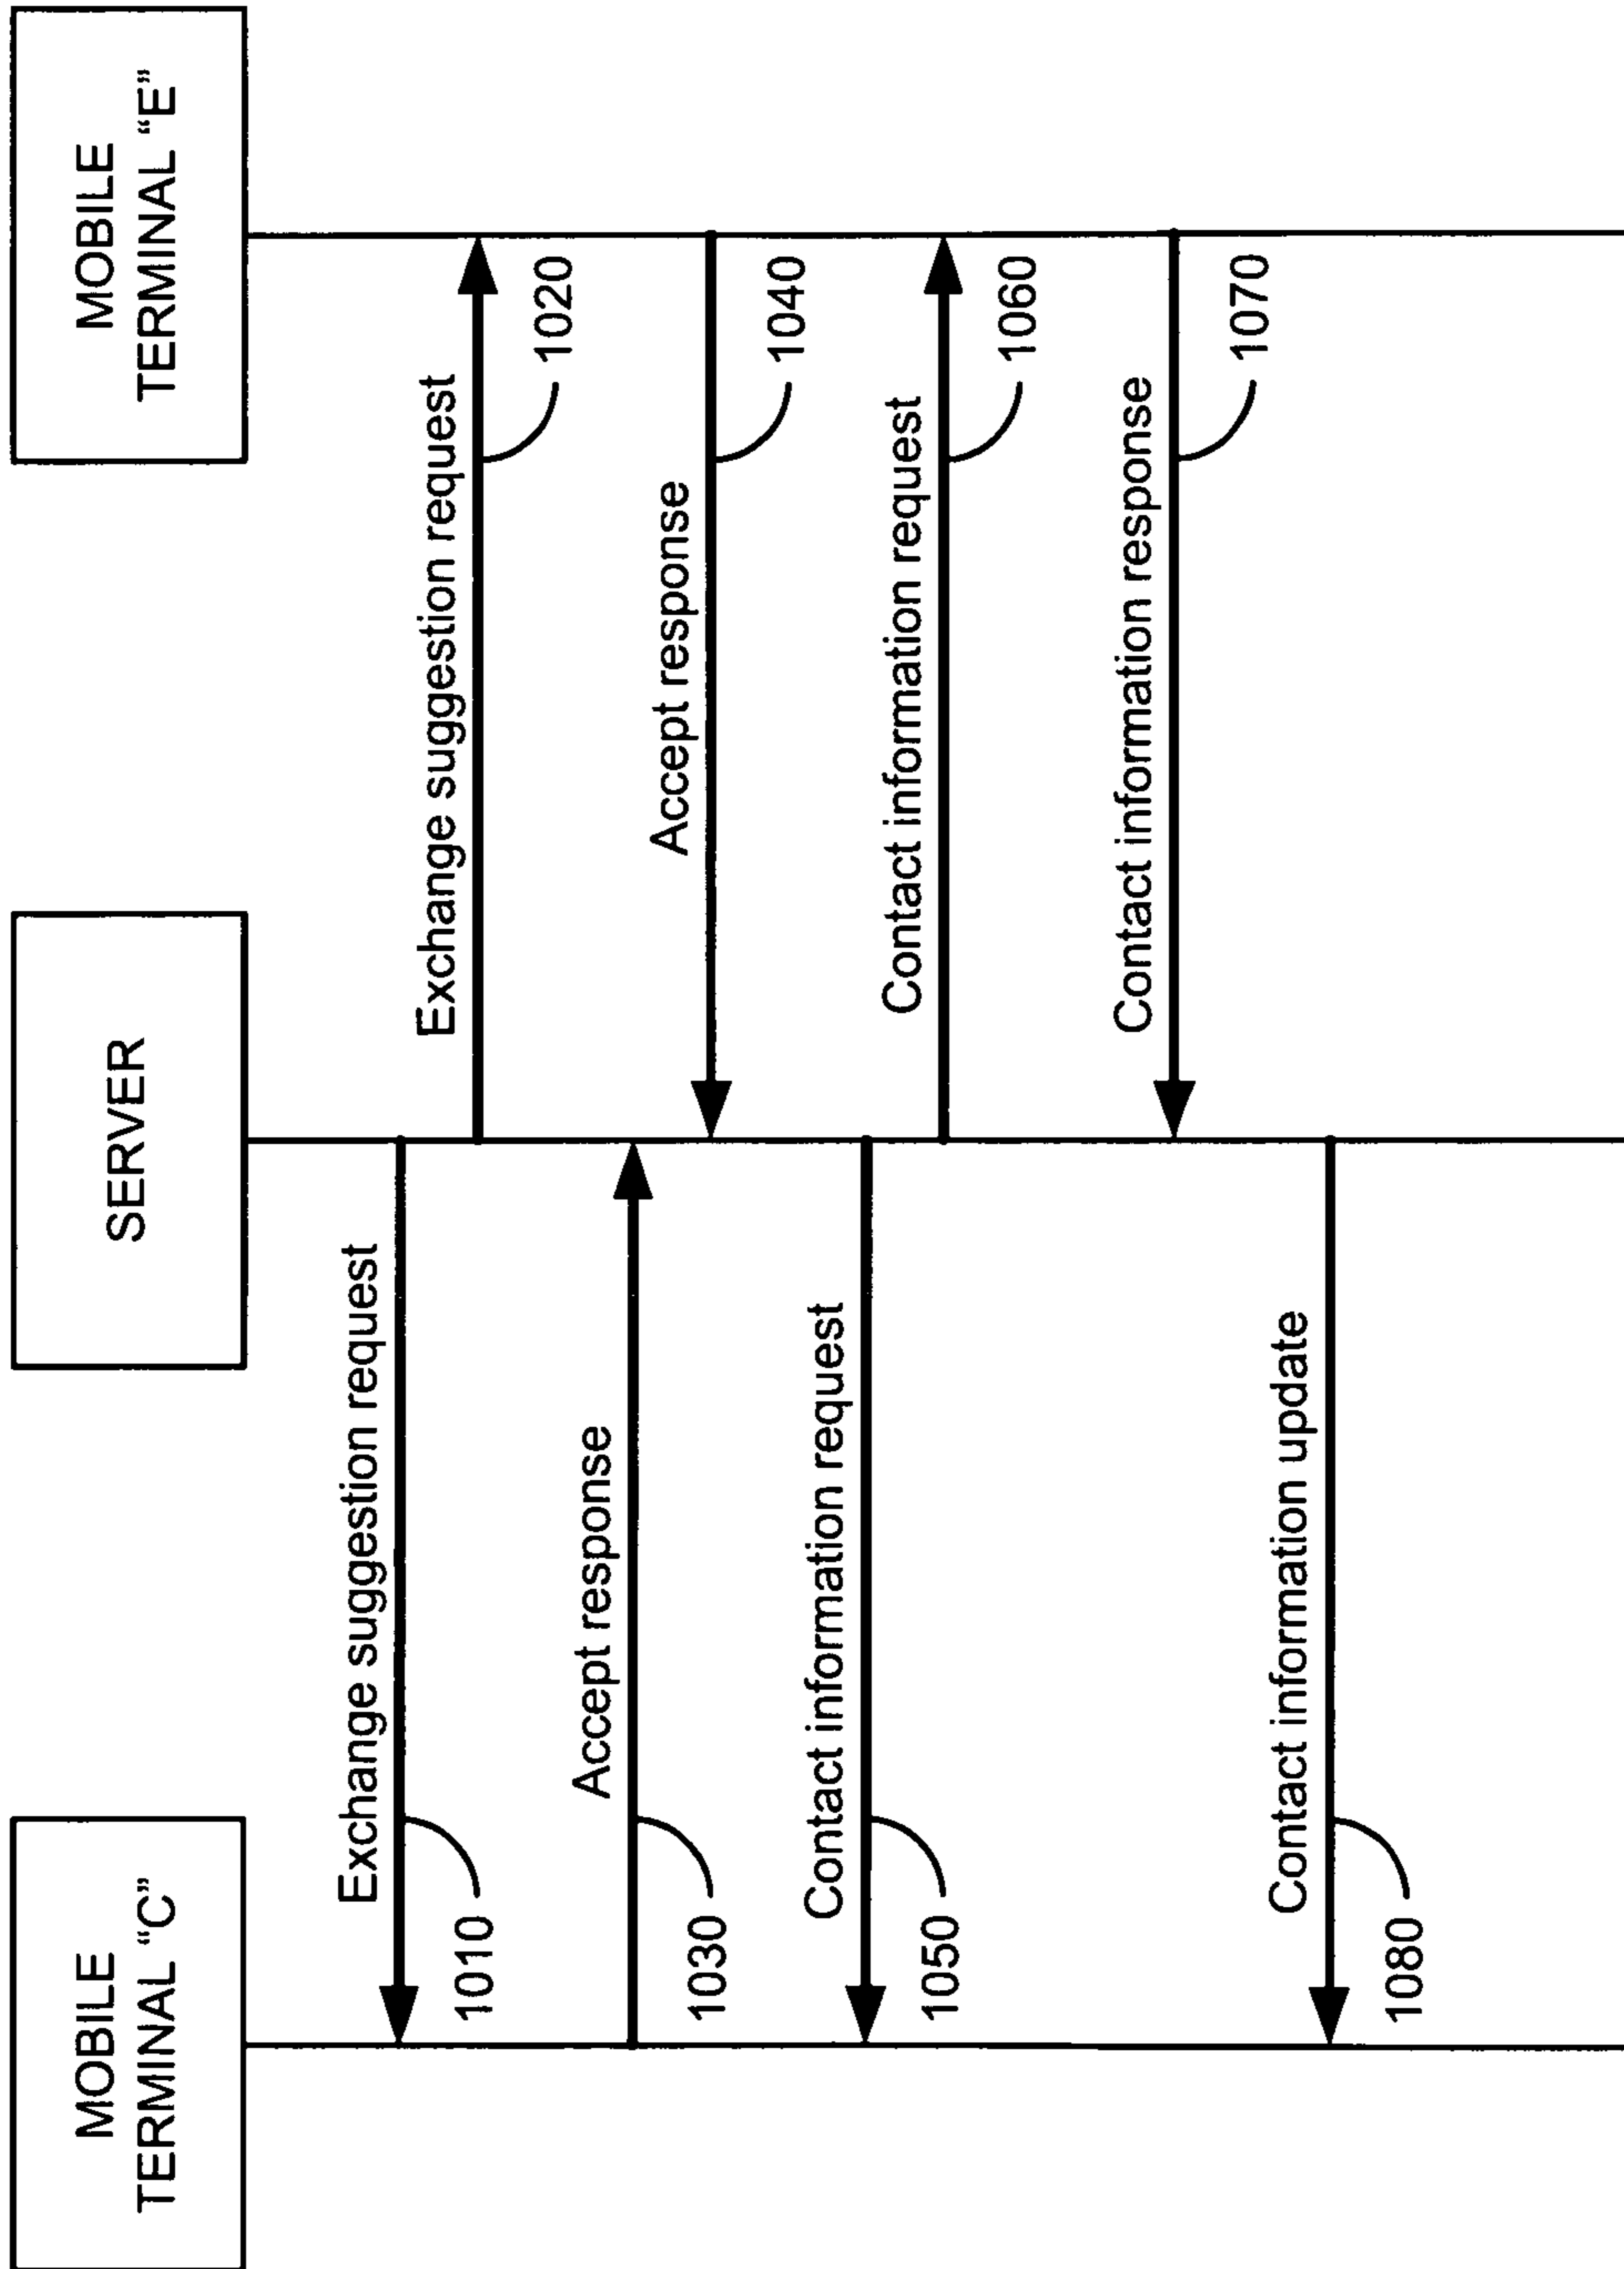 MOBILE
TERMINAL “C”
SERVER
MOBILE
TERMINAL “E”
Exchange suggestion request
1010
Exchange suggestion request
1020
Accept response
1030
Accept response
1040
Contact information request
1050
Contact information request
1060
Contact information response
1070
Contact information update
1080